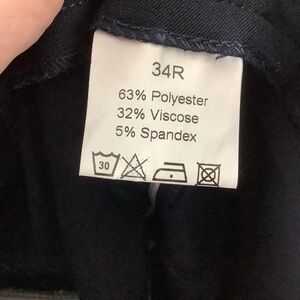 34R
63% Polyester
32% Viscose
5% Spandex
30